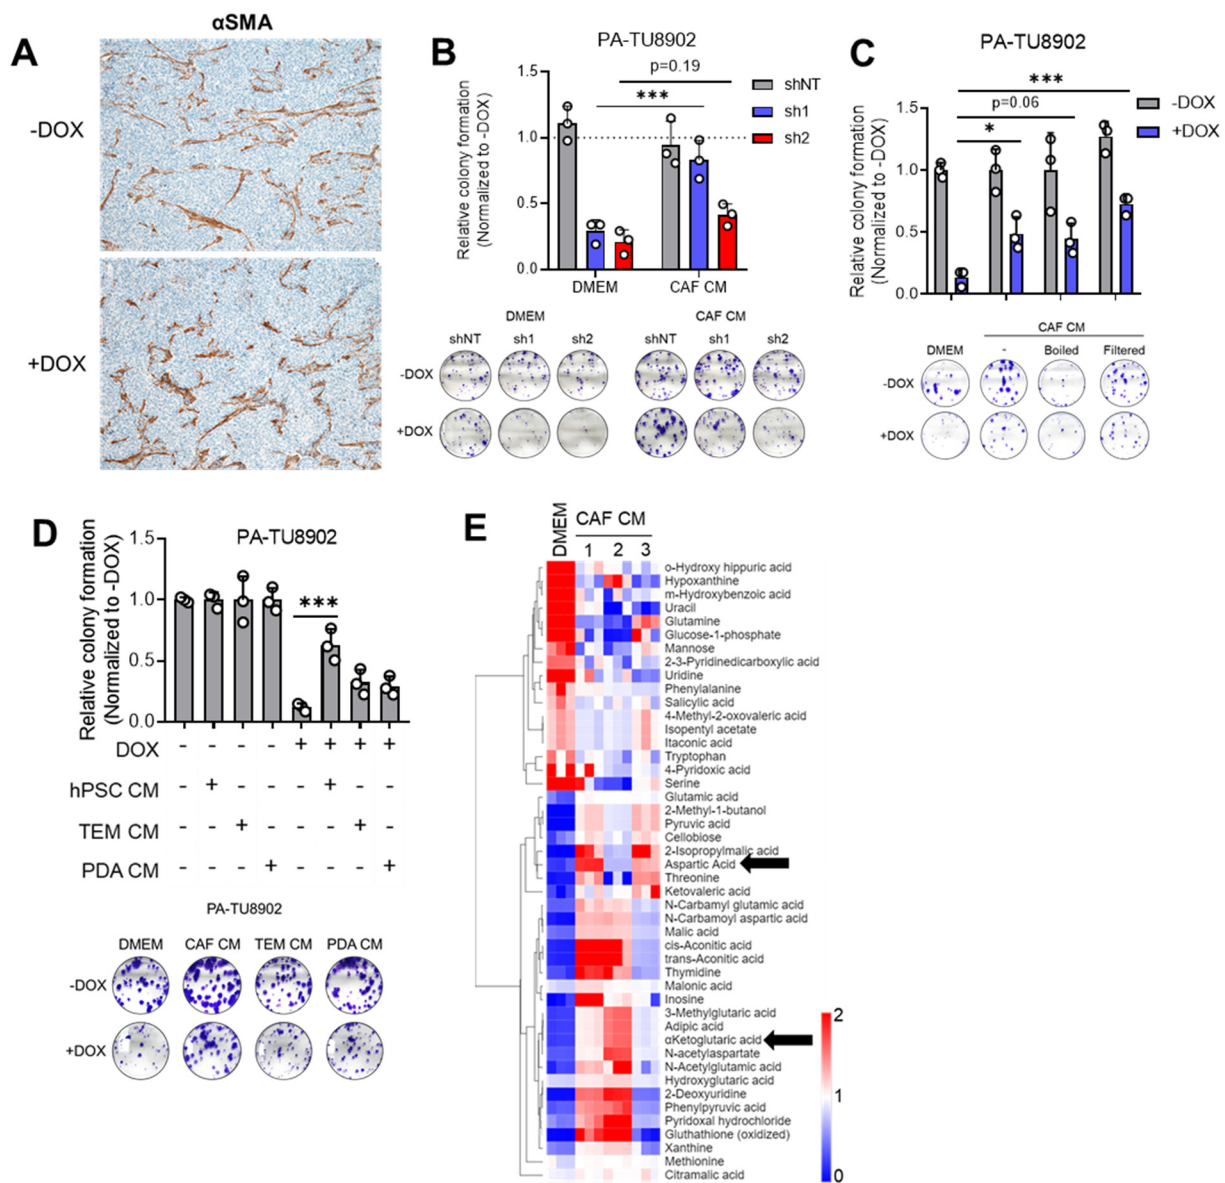 A
αSMA
-DOX
+DOX
B
PA-TU8902
p=0.19
***
shNT
sh1
sh2
Relative colony formation
(Normalized to -DOX)
1.5
1.0
0.5
0.0
DMEM
CAF CM
DMEM
CAF CM
shNT
sh1
sh2
shNT
sh1
sh2
-DOX
+DOX
C
PA-TU8902
***
p=0.06
*
-DOX
+DOX
Relative colony formation
(Normalized to -DOX)
1.5
1.0
0.5
0.0
CAF CM
DMEM
-
Boiled
Filtered
-DOX
+DOX
D
PA-TU8902
***
Relative colony formation
(Normalized to -DOX)
1.5
1.0
0.5
0.0
DOX - - - - + + + +
hPSC CM - + - - - + - -
TEM CM - - + - - - + -
PDA CM - - - + - - - +
PA-TU8902
DMEM
CAF CM
TEM CM
PDA CM
-DOX
+DOX
E
DMEM
CAF CM
1 2 3
o-Hydroxy hippuric acid
Hypoxanthine
m-Hydroxybenzoic acid
Uracil
Glutamine
Glucose-1-phosphate
Mannose
2-3-Pyridinedicarboxylic acid
Uridine
Phenylalanine
Salicylic acid
4-Methyl-2-oxovaleric acid
Isopentyl acetate
Itaconic acid
Tryptophan
4-Pyridoxic acid
Serine
Glutamic acid
2-Methyl-1-butanol
Pyruvic acid
Cellobiose
2-Isopropylmalic acid
Aspartic Acid
Threonine
Ketovaleric acid
N-Carbamyl glutamic acid
N-Carbamoyl aspartic acid
Malic acid
cis-Aconitic acid
trans-Aconitic acid
Thymidine
Malonic acid
Inosine
3-Methylglutaric acid
Adipic acid
αKetoglutaric acid
N-acetylaspartate
N-Acetylglutamic acid
Hydroxyglutaric acid
2-Deoxyuridine
Phenylpyruvic acid
Pyridoxal hydrochloride
Gluthathione (oxidized)
Xanthine
Methionine
Citramalic acid
2
1
0